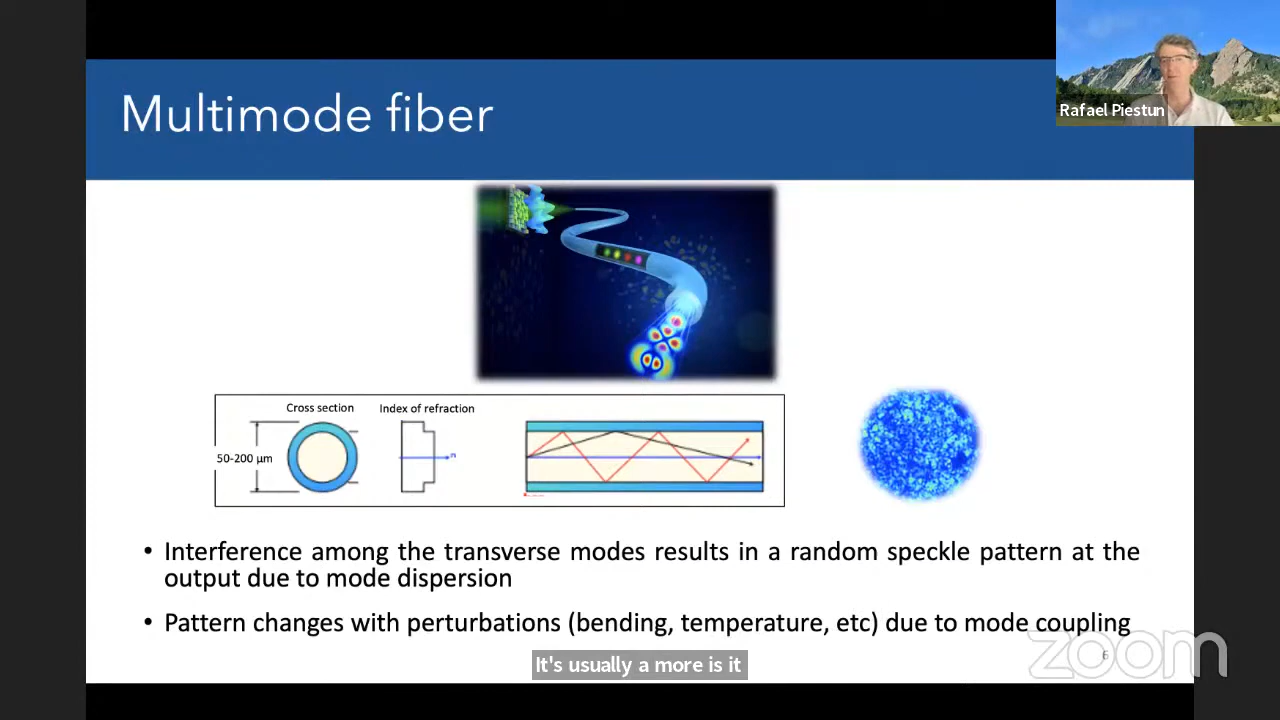 Rafael Piestun
Multimode fiber
Cross section
Index of refraction
50-200 µm
n
• Interference among the transverse modes results in a random speckle pattern at the
output due to mode dispersion
• Pattern changes with perturbations (bending, temperature, etc) due to mode coupling
6
zoom
It's usually a more is it